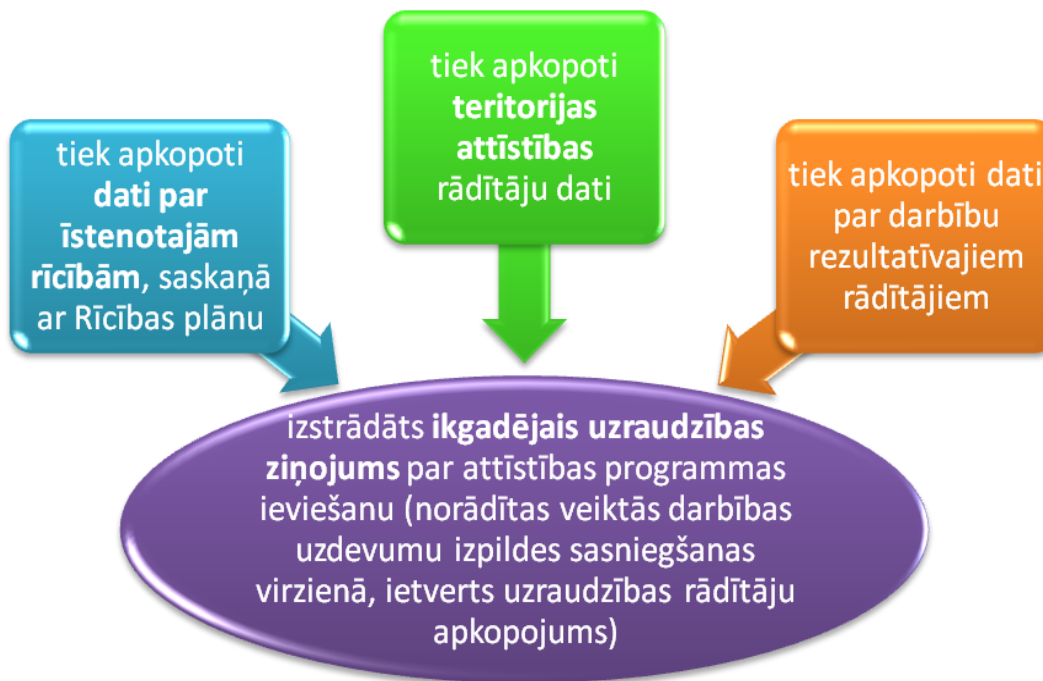 tiek apkopoti
dati par
īstenotajām
rīcībām, saskaņā
ar Rīcības plānu
tiek apkopoti
teritorijas
attīstības
rādītāju dati
tiek apkopoti dati
par darbību
rezultatīvajiem
rādītājiem
izstrādāts ikgadējais uzraudzības
ziņojums par attīstības programmas
ieviešanu (norādītas veiktās darbības
uzdevumu izpildes sasniegšanas
virzienā, ietverts uzraudzības rādītāju
apkopojums)